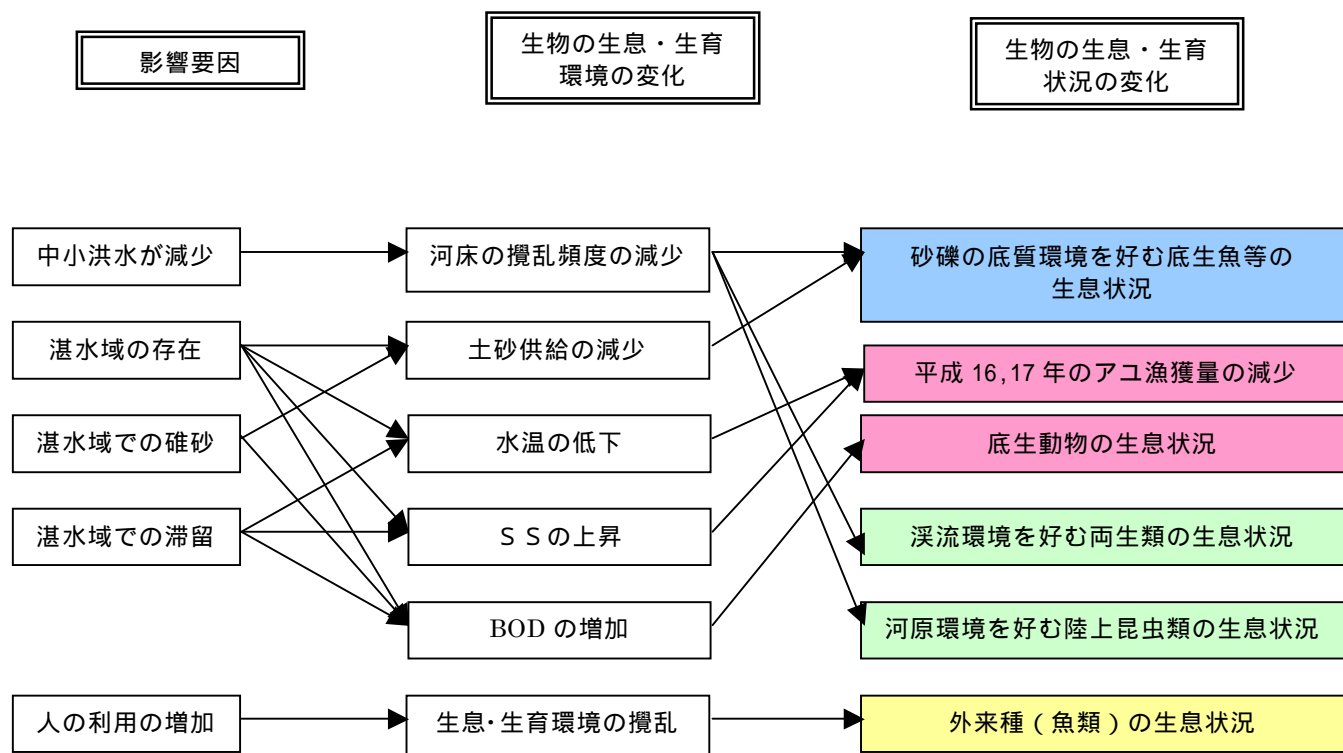 影響要因
生物の生息・生育
環境の変化
生物の生息・生育
状況の変化
中小洪水が減少
河床の攪乱頻度の減少
砂礫の底質環境を好む底生魚等の
生息状況
湛水域の存在
土砂供給の減少
平成 16,17 年のアユ漁獲量の減少
湛水域での碓砂
水温の低下
底生動物の生息状況
湛水域での滞留
ＳＳの上昇
渓流環境を好む両生類の生息状況
BOD の増加
河原環境を好む陸上昆虫類の生息状況
人の利用の増加
生息・生育環境の攪乱
外来種（魚類）の生息状況